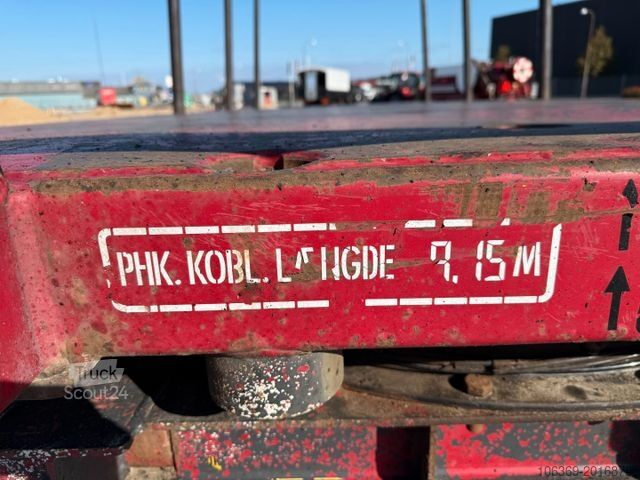 PHK. KOBL. LÆNGDE 9.15 M
Truck
Scout24